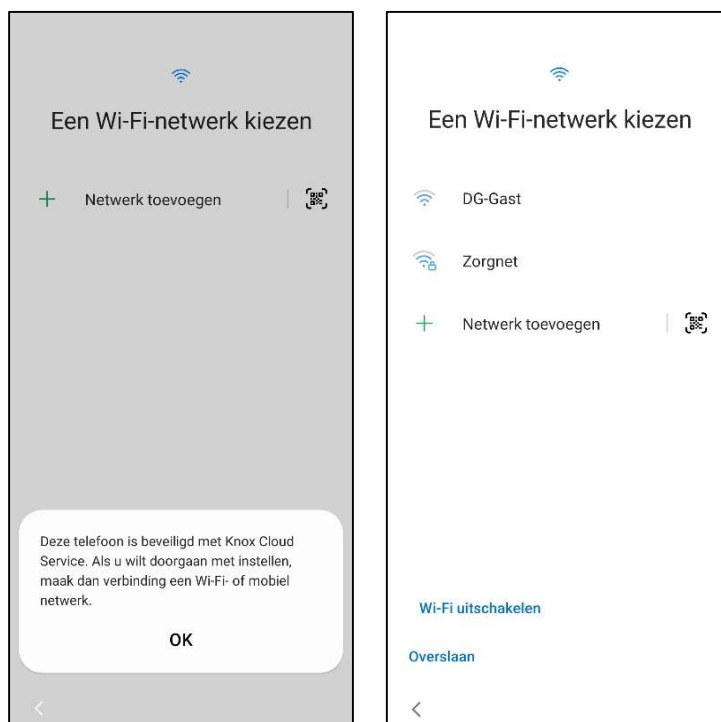 Een Wi-Fi-netwerk kiezen
Netwerk toevoegen
Deze telefoon is beveiligd met Knox Cloud
Service. Als u wilt doorgaan met instellen,
maak dan verbinding een Wi-Fi- of mobiel
netwerk.
OK
Een Wi-Fi-netwerk kiezen
DG-Gast
Zorgnet
Netwerk toevoegen
Wi-Fi uitschakelen
Overslaan